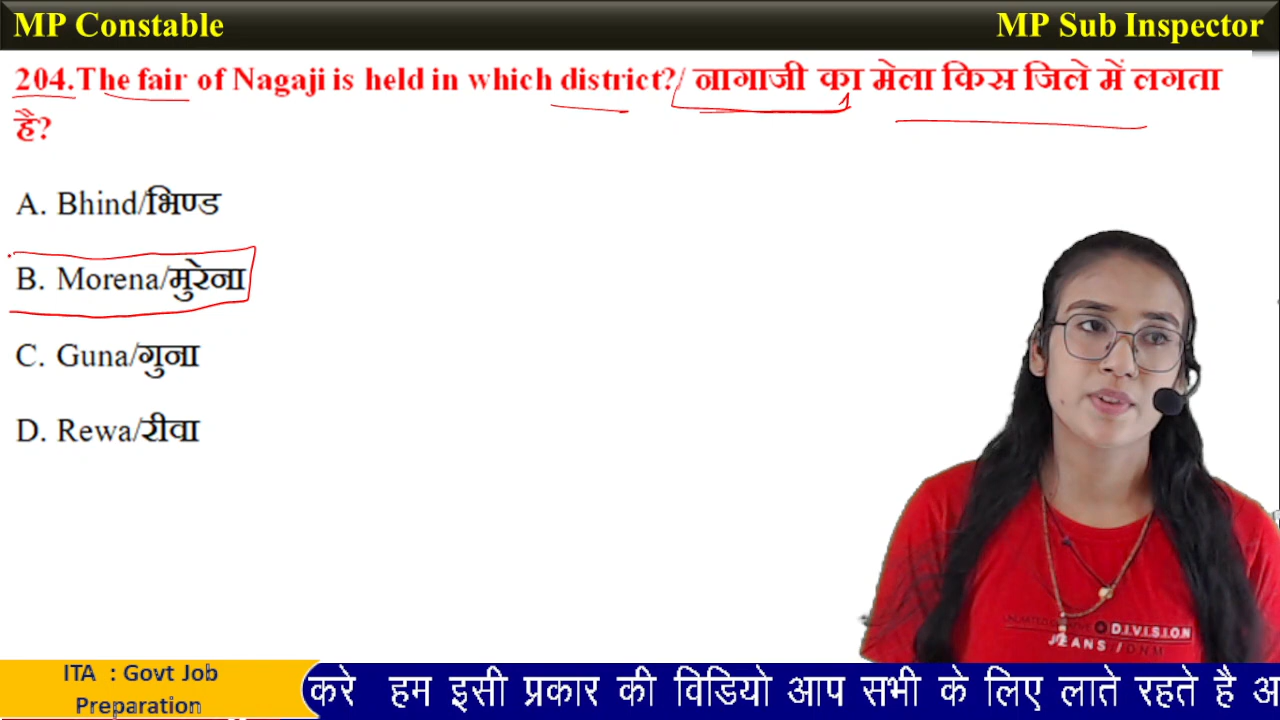 MP Constable
MP Sub Inspector
204.The fair of Nagaji is held in which district?/ नागाजी का मेला किस जिले में लगता
है?
A. Bhind/भिण्ड
B. Morena/मुरेना
C. Guna/गुना
D. Rewa/रीवा
DIVISION
JEANS /
ITA : Govt Job
Preparation
करे हम इसी प्रकार की विडियो आप सभी के लिए लाते रहते है अ